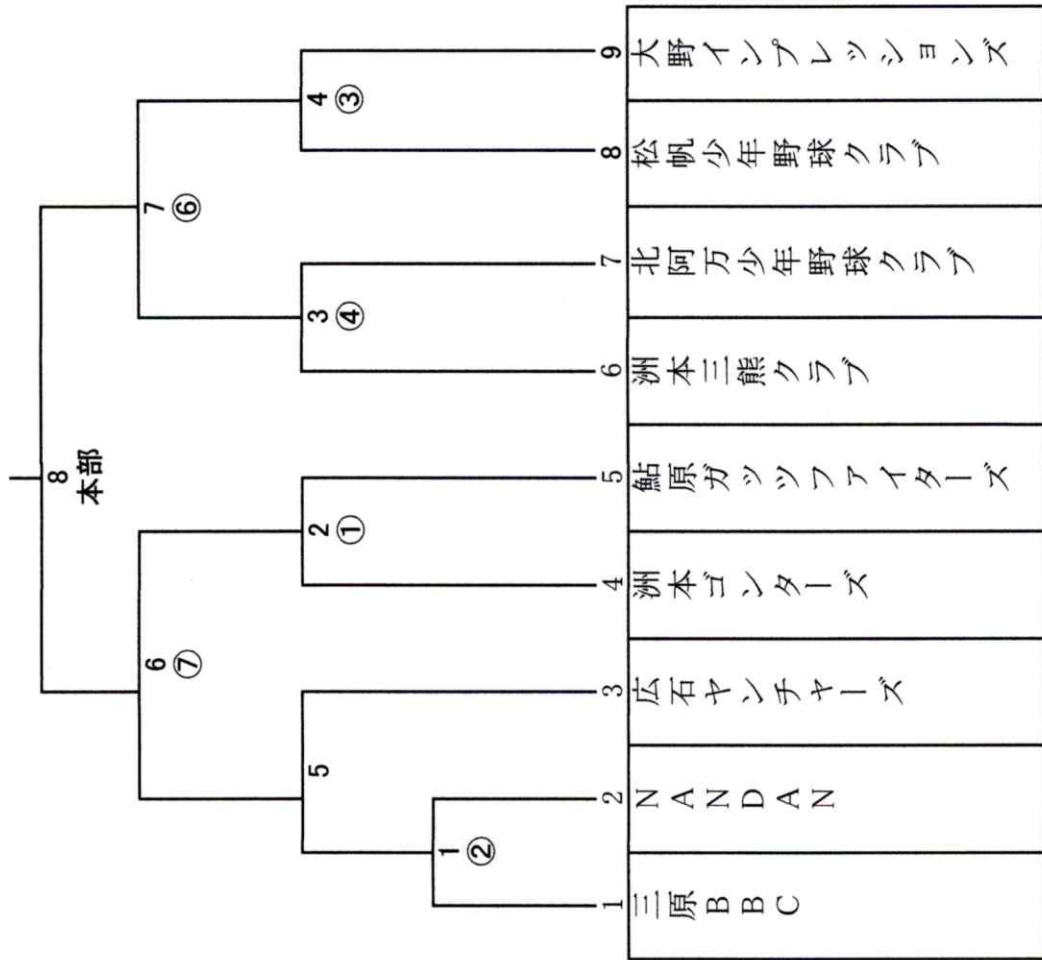 8
本部
6
⑦
7
⑥
5
2
①
3
④
4
③
1
②
1 三原BBC
2 NANDAN
3 広石ヤンチャーズ
4 洲本ゴンターズ
5 鮎原ガッツファイターズ
6 洲本三熊クラブ
7 北阿万少年野球クラブ
8 松帆少年野球クラブ
9 大野インプレッションズ